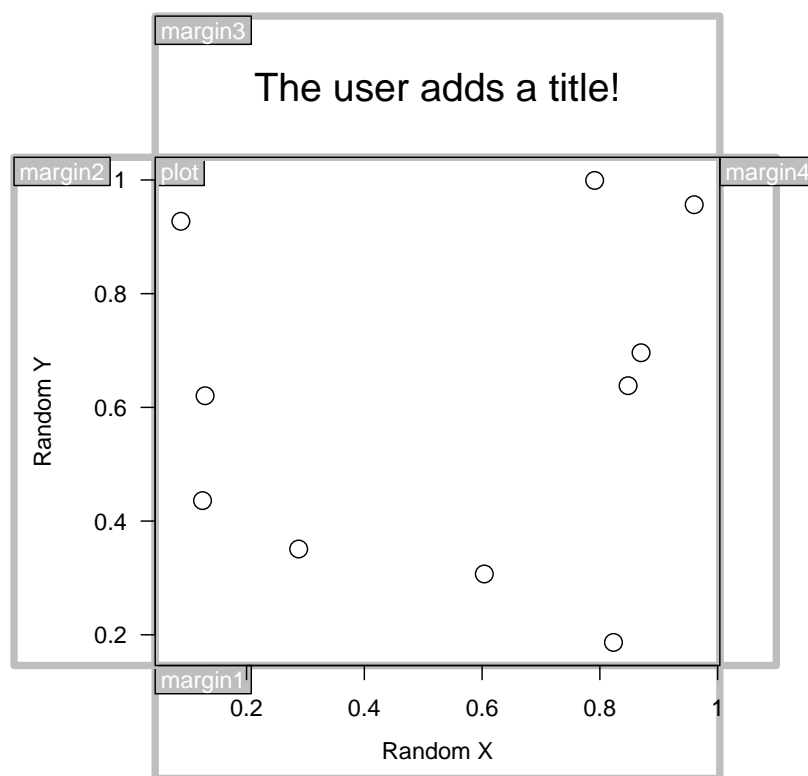 margin3
The user adds a title!
margin2
plot
margin4
1
0.8
0.6
0.4
0.2
Random Y
margin1
0.2 0.4 0.6 0.8 1
Random X